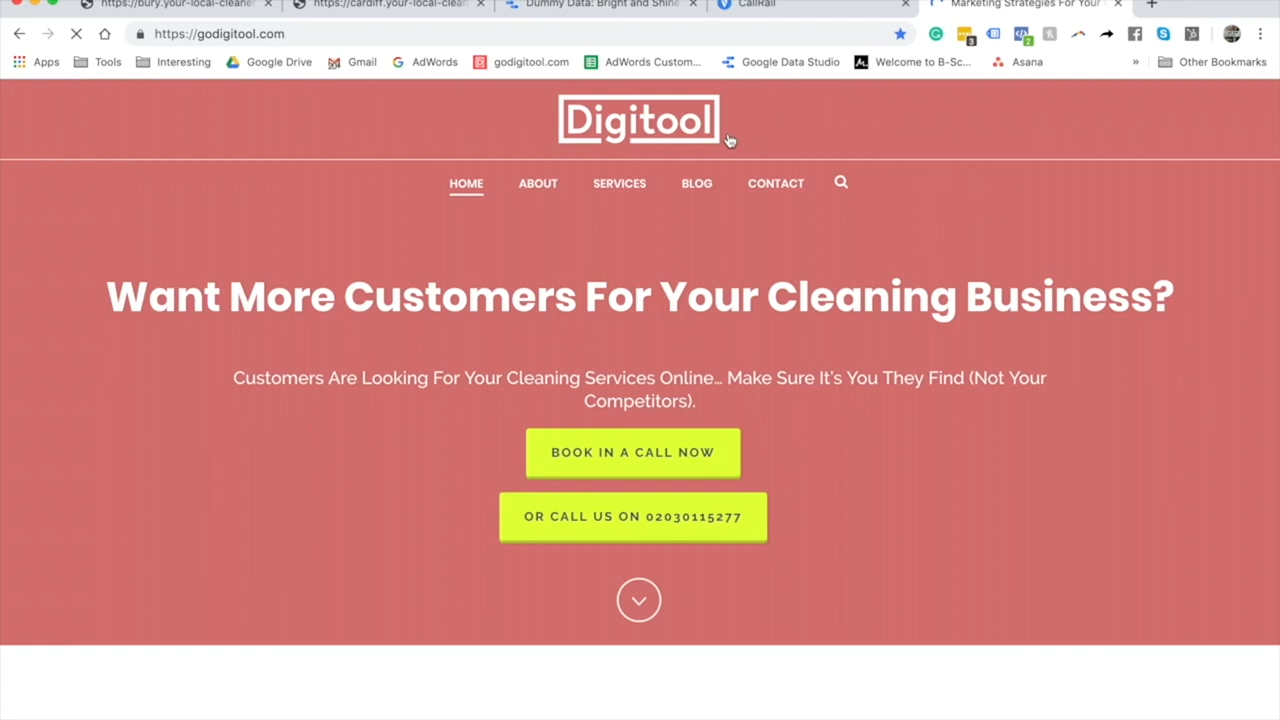 https://bury.your-local-cleaner
https://cardiff.your-local-clean
Dummy Data: Bright and Shine
CallRail
Marketing Strategies For Your
https://godigitool.com
3
2
Apps
Tools
Interesting
Google Drive
Gmail
AdWords
godigitool.com
AdWords Custom...
Google Data Studio
Welcome to B-Sc...
Asana
»
Other Bookmarks
Digitool
HOME ABOUT SERVICES BLOG CONTACT
Want More Customers For Your Cleaning Business?
Customers Are Looking For Your Cleaning Services Online… Make Sure It's You They Find (Not Your
Competitors).
BOOK IN A CALL NOW
OR CALL US ON 02030115277